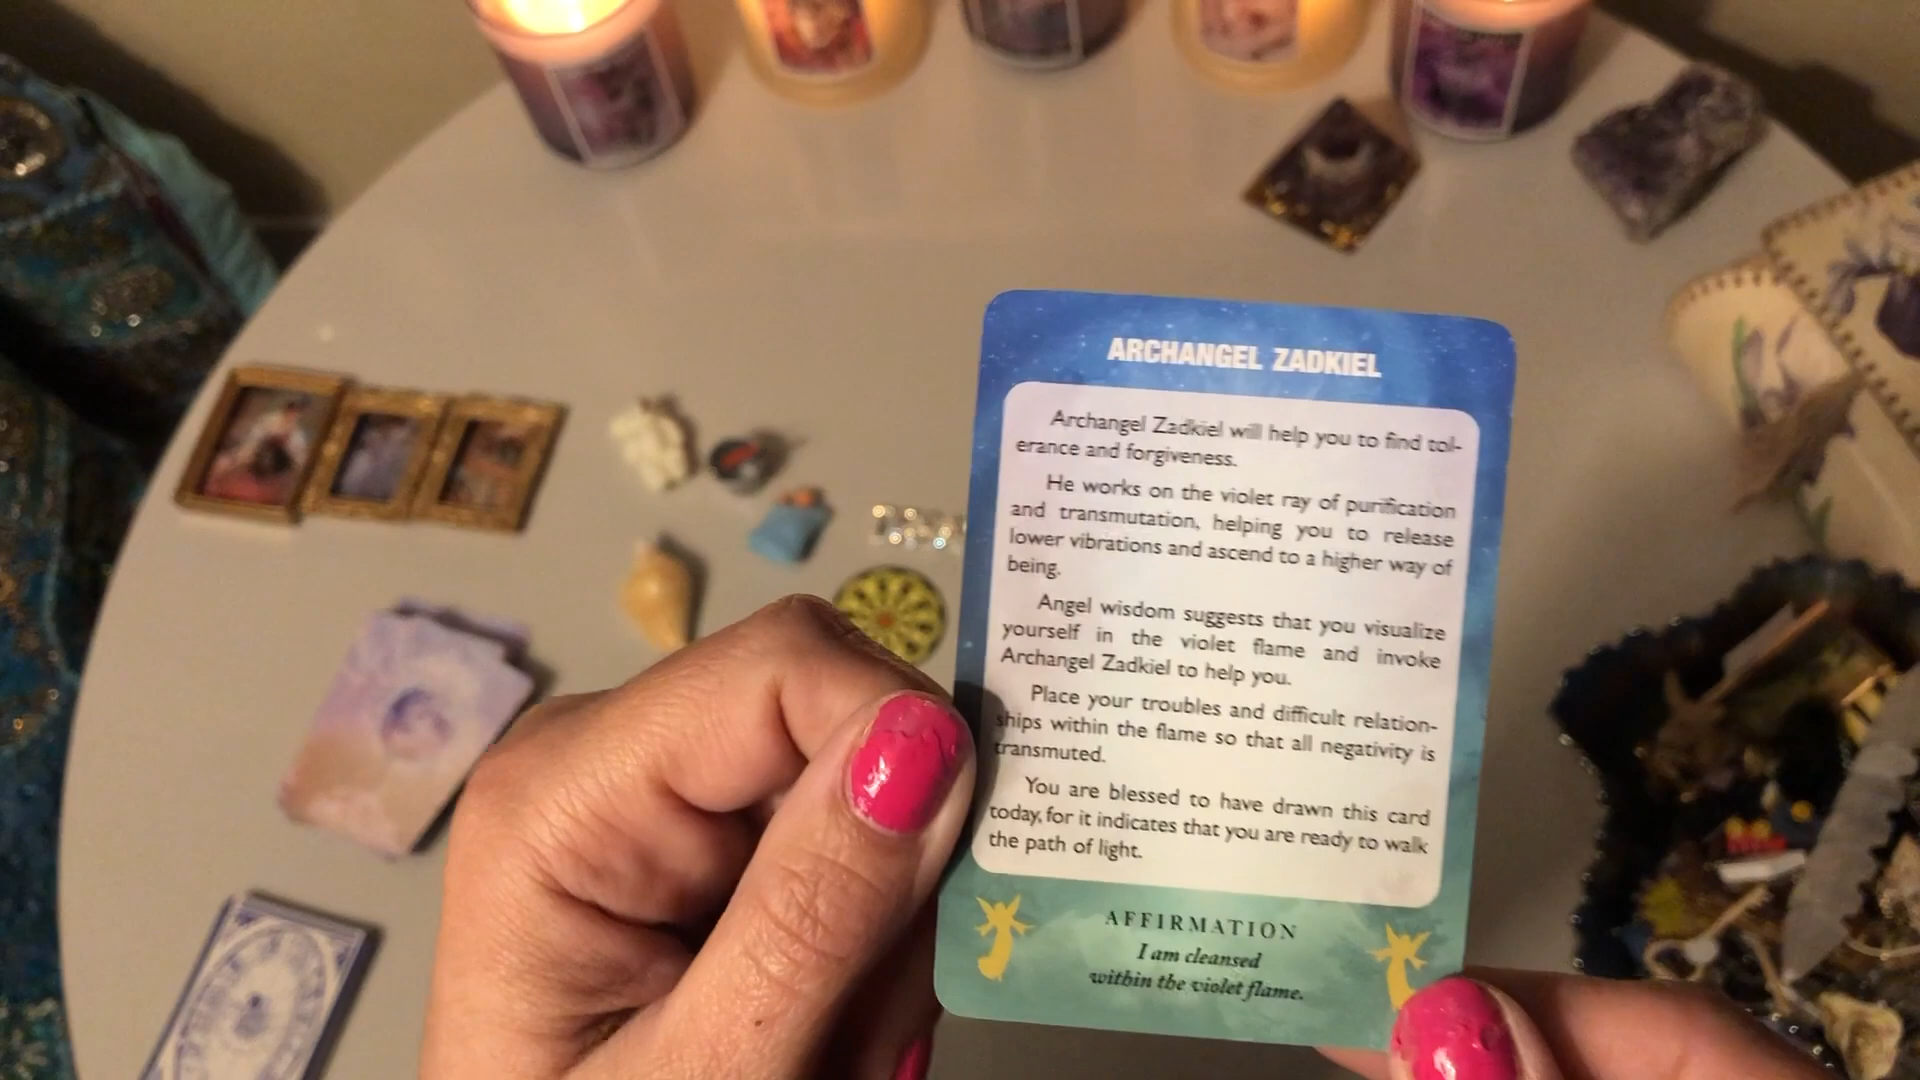 ARCHANGEL ZADKIEL
Archangel Zadkiel will help you to find tol-
erance and forgiveness.
He works on the violet ray of purification
and transmutation, helping you to release
lower vibrations and ascend to a higher way of
being.
Angel wisdom suggests that you visualize
yourself in the violet flame and invoke
Archangel Zadkiel to help you.
Place your troubles and difficult relation-
ships within the flame so that all negativity is
transmuted.
You are blessed to have drawn this card
today, for it indicates that you are ready to walk
the path of light.
AFFIRMATION
I am cleansed
within the violet flame.